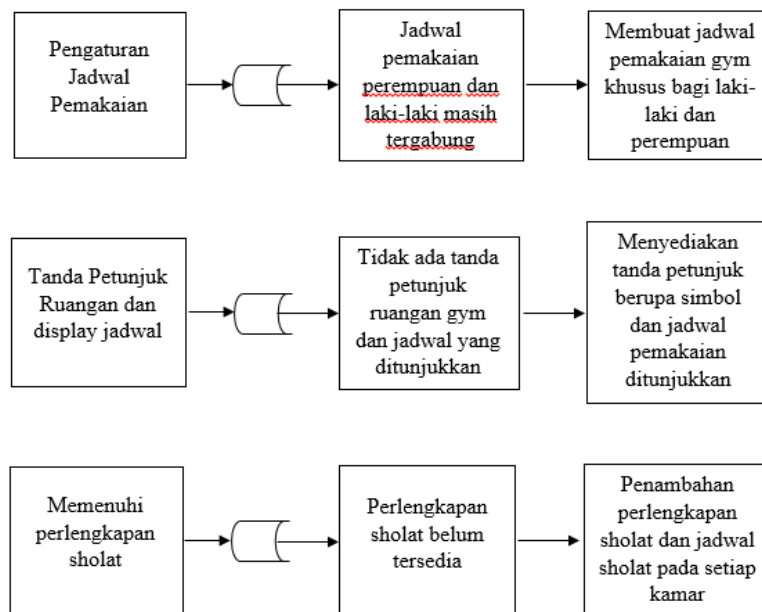 Pengaturan
Jadwal
Pemakaian
Jadwal
pemakaian
perempuan dan
laki-laki masih
tergabung
Membuat jadwal
pemakaian gym
khusus bagi laki-
laki dan
perempuan
Tanda Petunjuk
Ruangan dan
display jadwal
Tidak ada tanda
petunjuk
ruangan gym
dan jadwal yang
ditunjukkan
Menyediakan
tanda petunjuk
berupa simbol
dan jadwal
pemakaian
ditunjukkan
Memenuhi
perlengkapan
sholat
Perlengkapan
sholat belum
tersedia
Penambahan
perlengkapan
sholat dan jadwal
sholat pada setiap
kamar